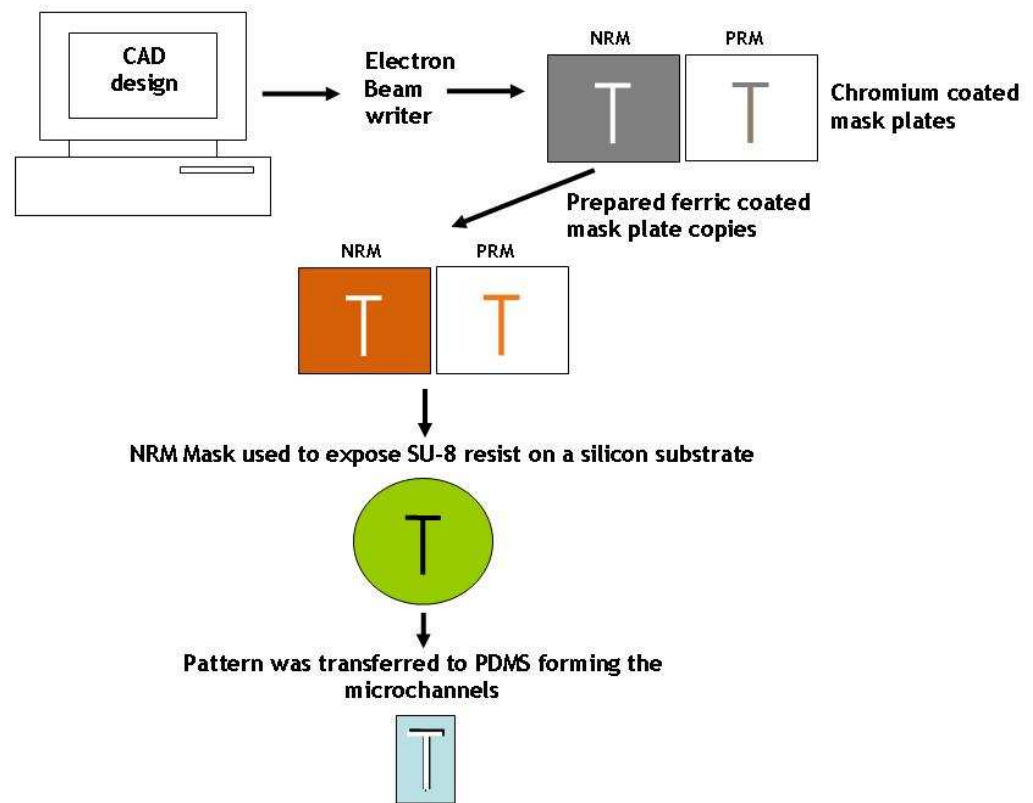 CAD
design
Electron
Beam
writer
NRM
PRM
T
T
Chromium coated
mask plates
Prepared ferric coated
mask plate copies
NRM
PRM
T
T
NRM Mask used to expose SU-8 resist on a silicon substrate
T
Pattern was transferred to PDMS forming the
microchannels
T